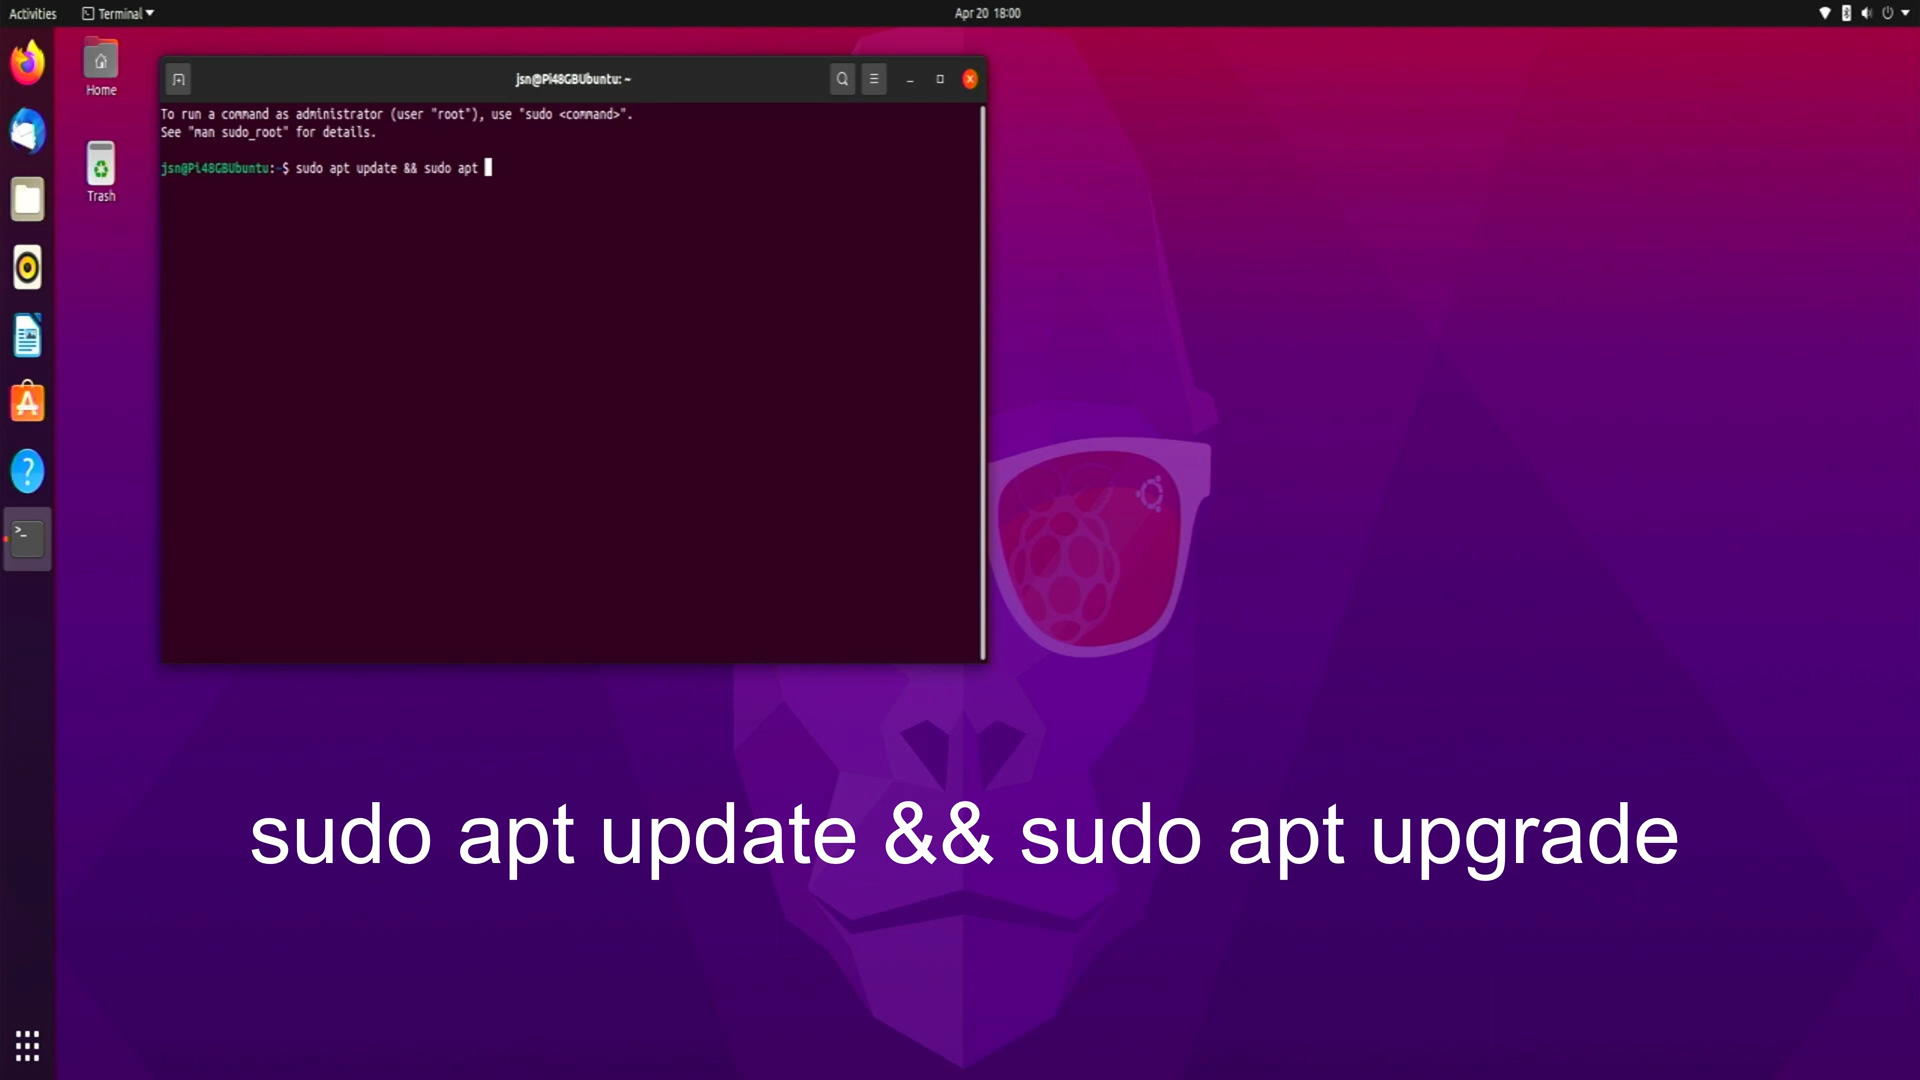 Activities
Terminal
Apr 20 18:00
Home
Trash
jsn@Pi48GBUbuntu: ~
To run a command as administrator (user "root"), use "sudo <command>".
See "man sudo_root" for details.
jsn@Pi48GBUbuntu:~$ sudo apt update && sudo apt
sudo apt update && sudo apt upgrade